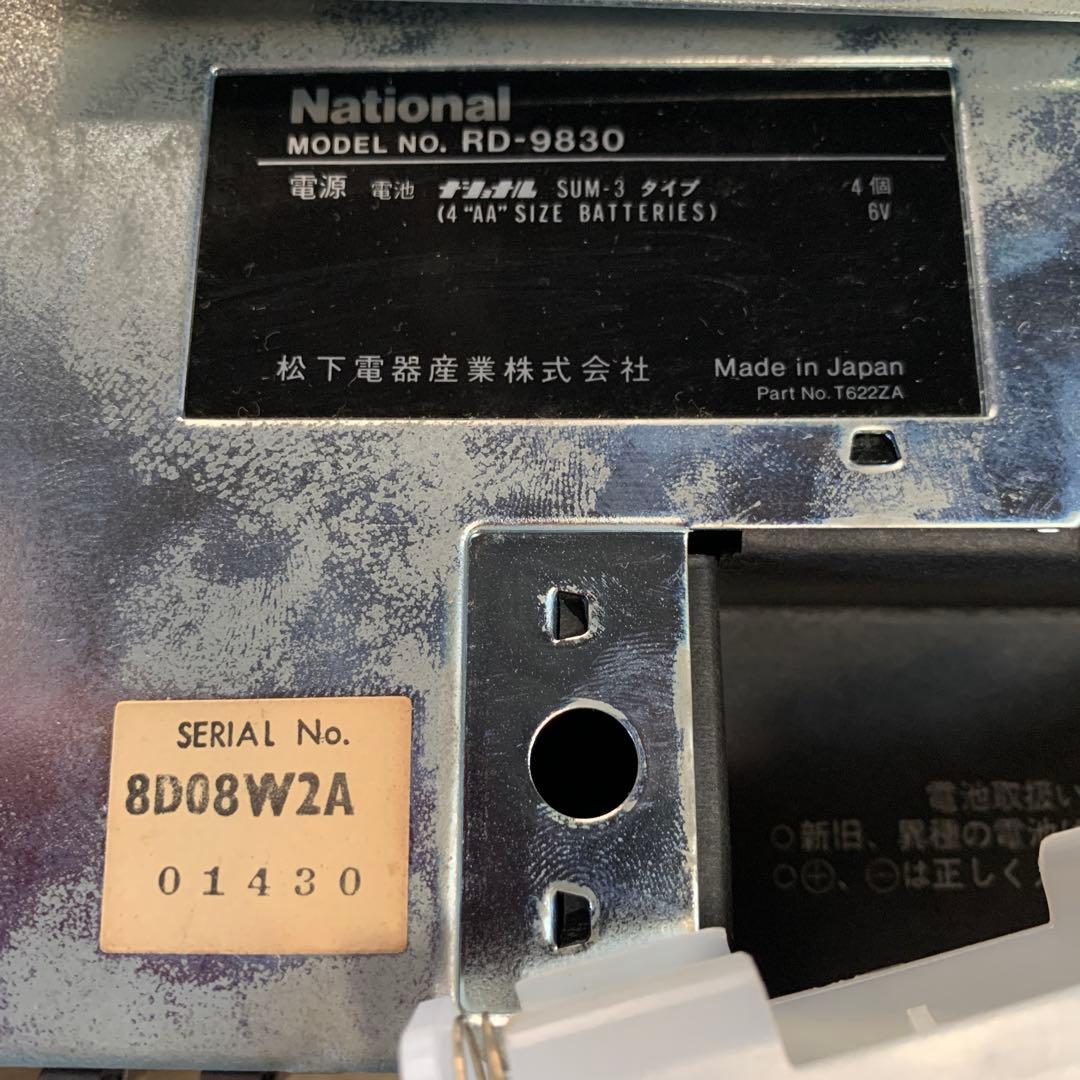 National
MODEL NO. RD-9830
電源 電池 ナショナル SUM-3 タイプ 4個
(4 "AA" SIZE BATTERIES) 6V
松下電器産業株式会社 Made in Japan
Part No. T622ZA
SERIAL No.
8D08W2A
01430
電池取扱い
○新旧、異種の電池
○⊕、⊖は正しく